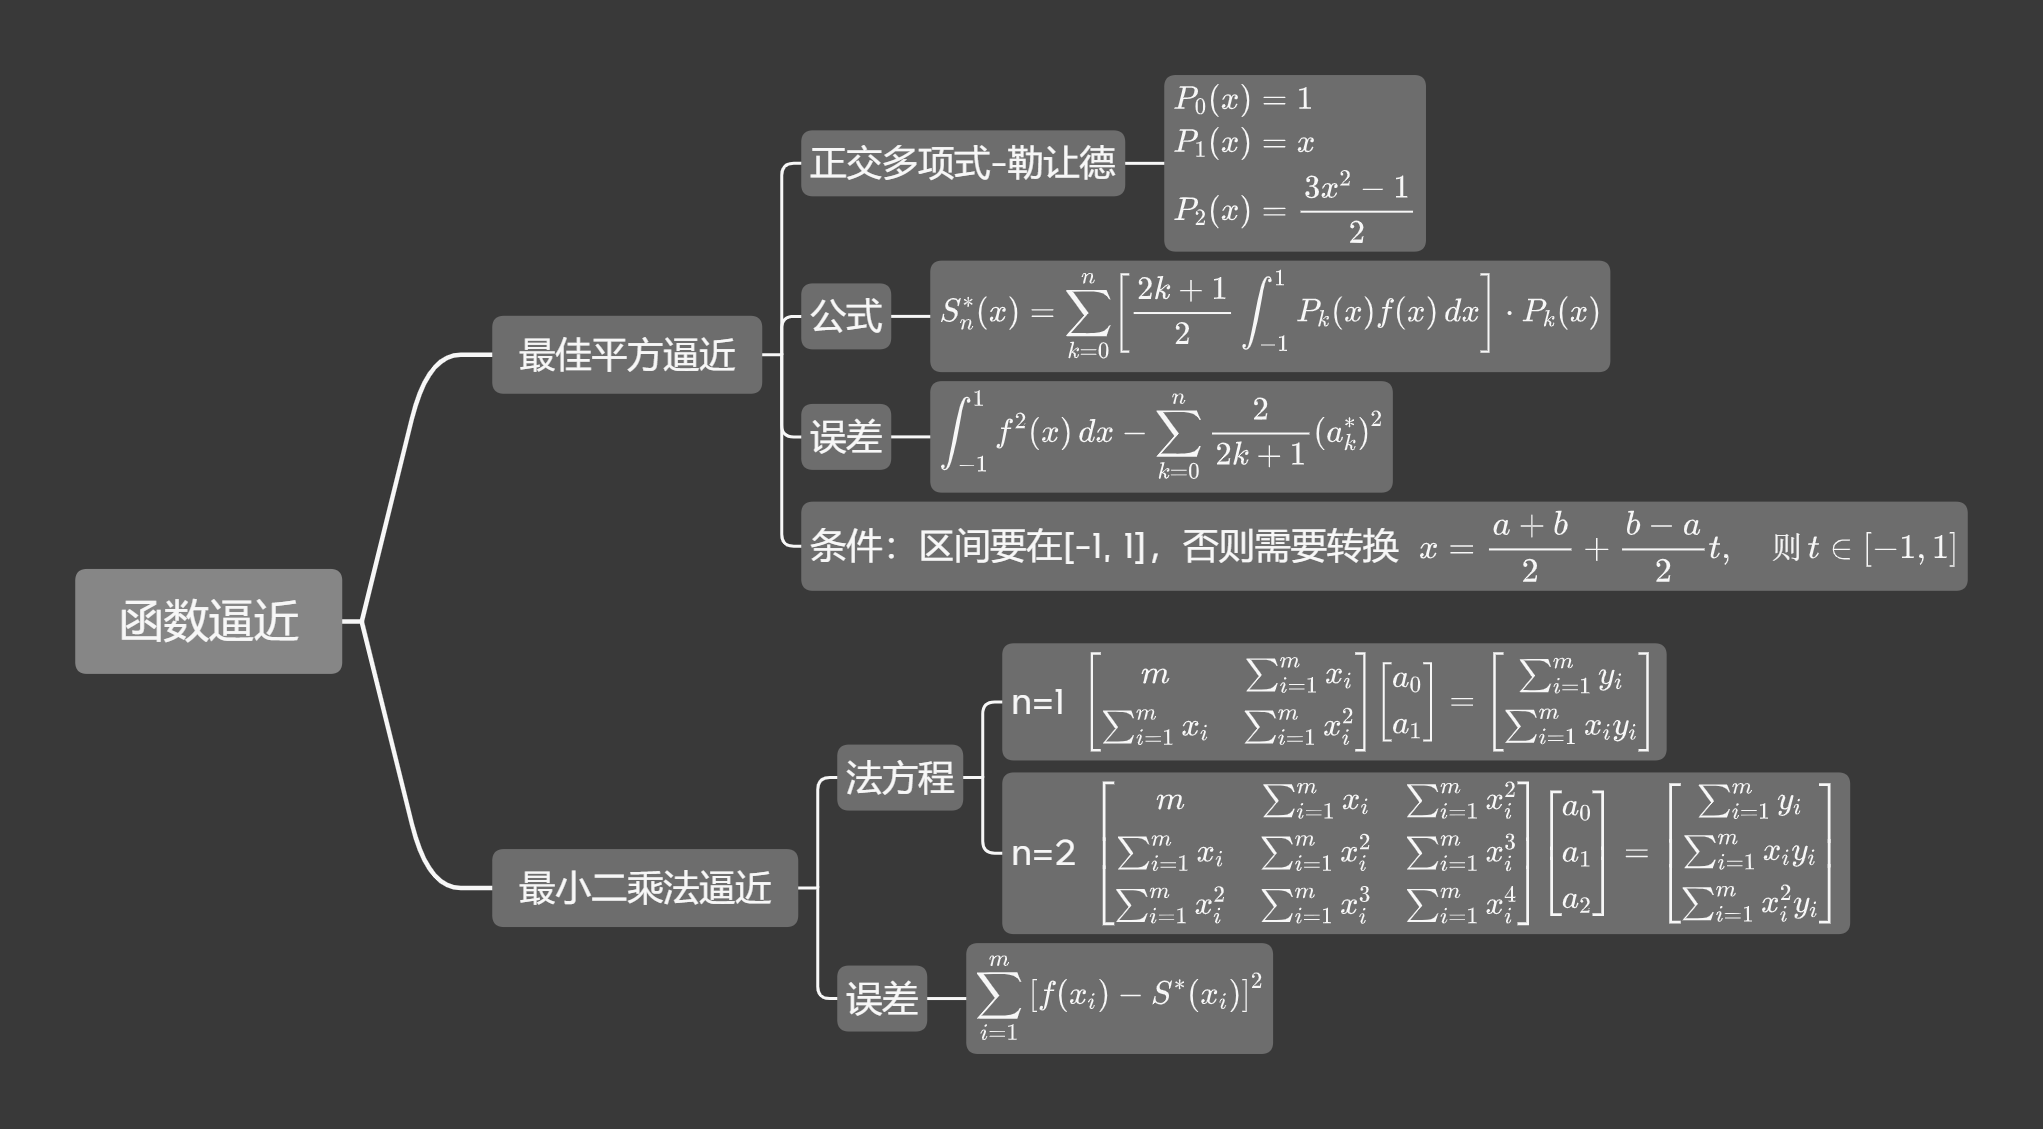 函数逼近
最佳平方逼近
正交多项式-勒让德
P_0(x) = 1
P_1(x) = x
P_2(x) = \frac{3x^2 - 1}{2}
公式
S_n^*(x) = \sum_{k=0}^{n} \left[ \frac{2k+1}{2} \int_{-1}^{1} P_k(x) f(x) \, dx \right] \cdot P_k(x)
误差
\int_{-1}^{1} f^2(x) \, dx - \sum_{k=0}^{n} \frac{2}{2k+1} (a_k^*)^2
条件：区间要在[-1, 1]，否则需要转换 x = \frac{a+b}{2} + \frac{b-a}{2} t, 则 t \in [-1, 1]
最小二乘法逼近
法方程
n=1 \begin{bmatrix} m & \sum_{i=1}^{m} x_i \\ \sum_{i=1}^{m} x_i & \sum_{i=1}^{m} x_i^2 \end{bmatrix} \begin{bmatrix} a_0 \\ a_1 \end{bmatrix} = \begin{bmatrix} \sum_{i=1}^{m} y_i \\ \sum_{i=1}^{m} x_i y_i \end{bmatrix}
n=2 \begin{bmatrix} m & \sum_{i=1}^{m} x_i & \sum_{i=1}^{m} x_i^2 \\ \sum_{i=1}^{m} x_i & \sum_{i=1}^{m} x_i^2 & \sum_{i=1}^{m} x_i^3 \\ \sum_{i=1}^{m} x_i^2 & \sum_{i=1}^{m} x_i^3 & \sum_{i=1}^{m} x_i^4 \end{bmatrix} \begin{bmatrix} a_0 \\ a_1 \\ a_2 \end{bmatrix} = \begin{bmatrix} \sum_{i=1}^{m} y_i \\ \sum_{i=1}^{m} x_i y_i \\ \sum_{i=1}^{m} x_i^2 y_i \end{bmatrix}
误差
\sum_{i=1}^{m} [f(x_i) - S^*(x_i)]^2